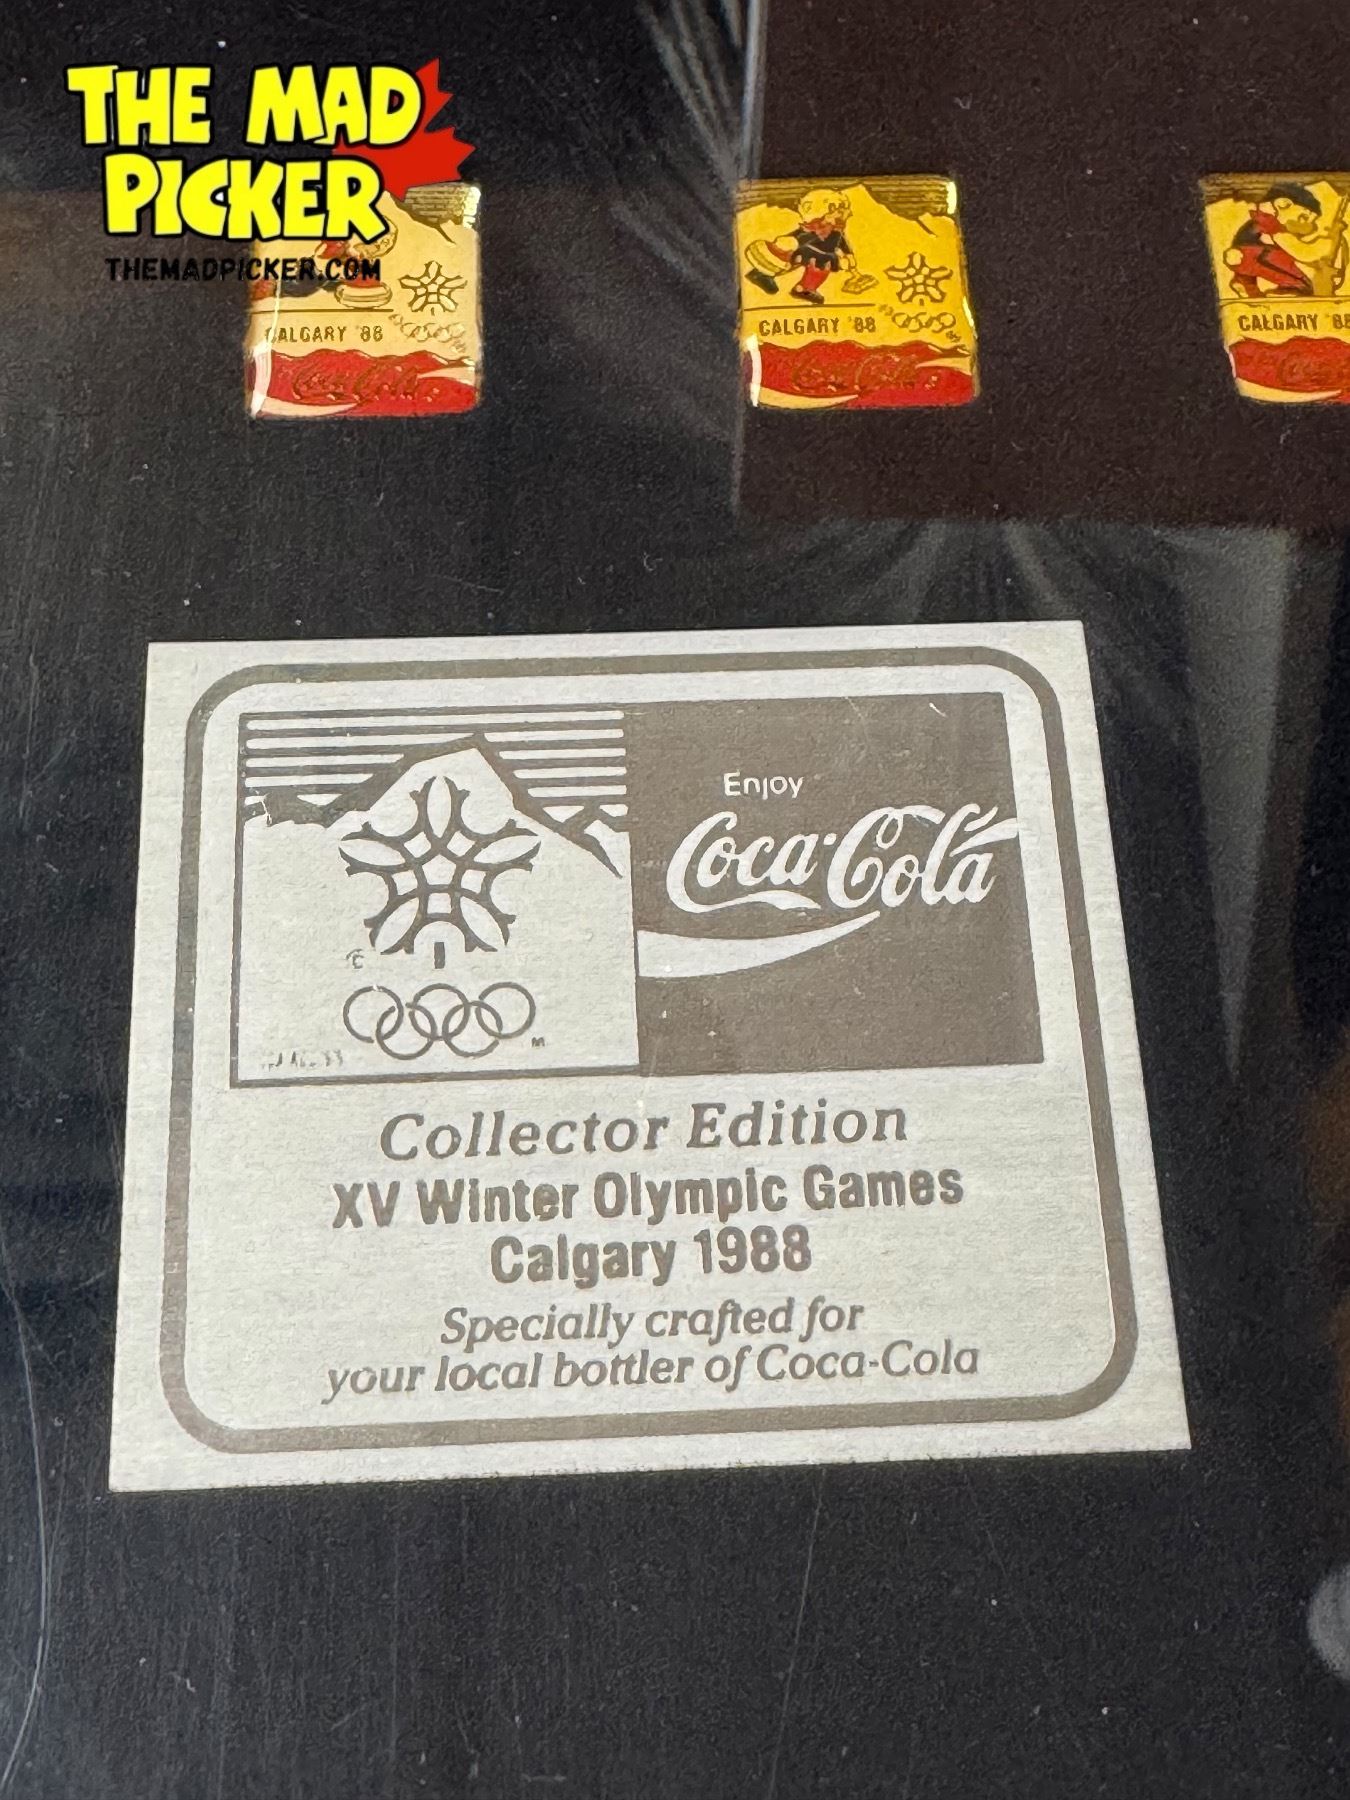 THE MAD
PICKER
THEMADPICKER.COM
CALGARY '88
Coca-Cola
CALGARY '88
Coca-Cola
CALGARY '88
Enjoy
Coca-Cola
Collector Edition
XV Winter Olympic Games
Calgary 1988
Specially crafted for
your local bottler of Coca-Cola